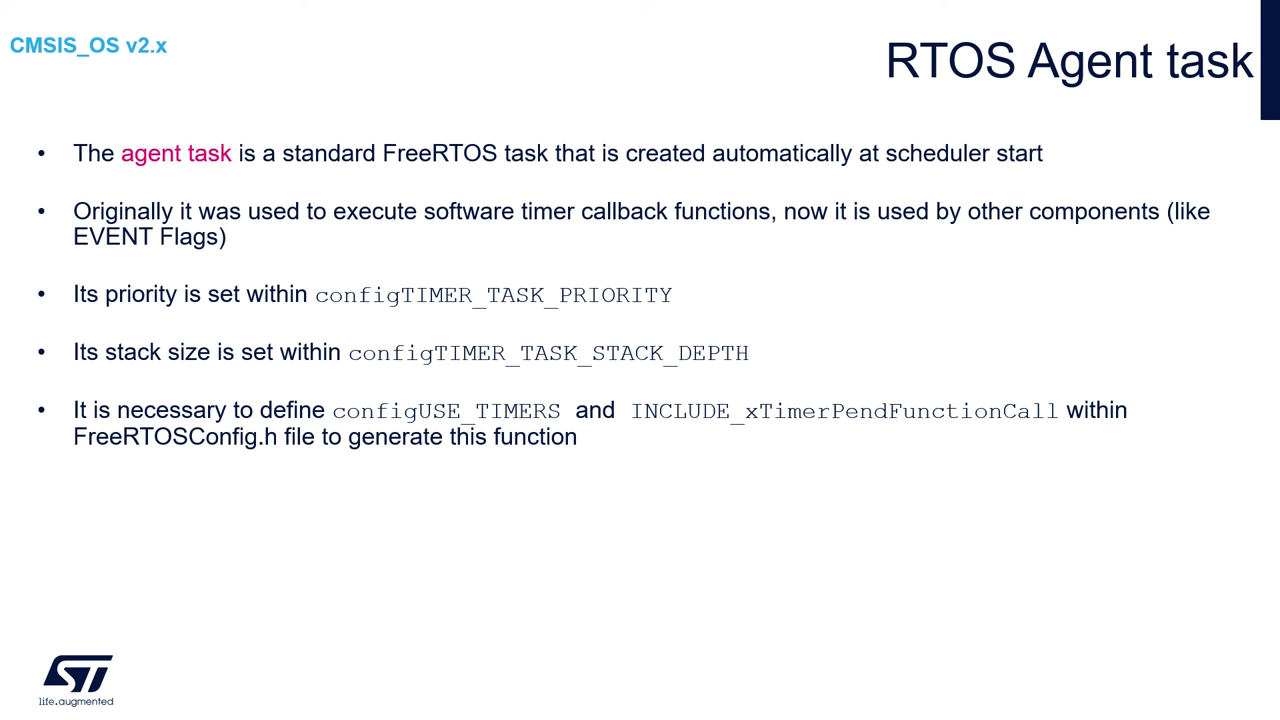 CMSIS_OS v2.x
RTOS Agent task
• The agent task is a standard FreeRTOS task that is created automatically at scheduler start
• Originally it was used to execute software timer callback functions, now it is used by other components (like
EVENT Flags)
• Its priority is set within configTIMER_TASK_PRIORITY
• Its stack size is set within configTIMER_TASK_STACK_DEPTH
• It is necessary to define configUSE_TIMERS and INCLUDE_xTimerPendFunctionCall within
FreeRTOSConfig.h file to generate this function
ST
life.augmented